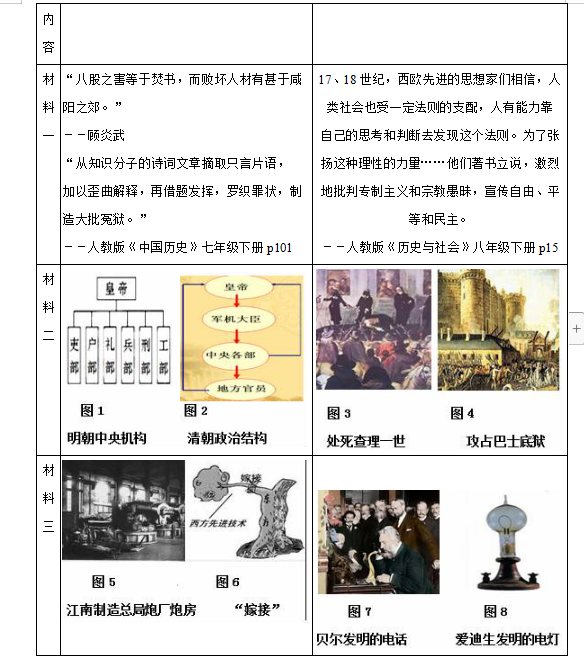 内
容
材
料
一
“八股之害等于焚书，而败坏人材有甚于咸
阳之郊。”
－－顾炎武
“从知识分子的诗词文章摘取只言片语，
加以歪曲解释，再借题发挥，罗织罪状，制
造大批冤狱。”
－－人教版《中国历史》七年级下册 p101
17、18 世纪，西欧先进的思想家们相信，人
类社会也受一定法则的支配，人有能力靠
自己的思考和判断去发现这个法则。为了张
扬这种理性的力量……他们著书立说，激烈
地批判专制主义和宗教愚昧，宣传自由、平
等和民主。
－－人教版《历史与社会》八年级下册 p15
材
料
二
皇帝
吏部
户部
礼部
兵部
刑部
工部
图 1
明朝中央机构
皇帝
军机大臣
中央各部
地方官员
图 2
清朝政治结构
图 3
处死查理一世
图 4
攻占巴士底狱
材
料
三
图 5
江南制造总局炮厂炮房
嫁接
西方先进技术
图 6
“嫁接”
图 7
贝尔发明的电话
图 8
爱迪生发明的电灯